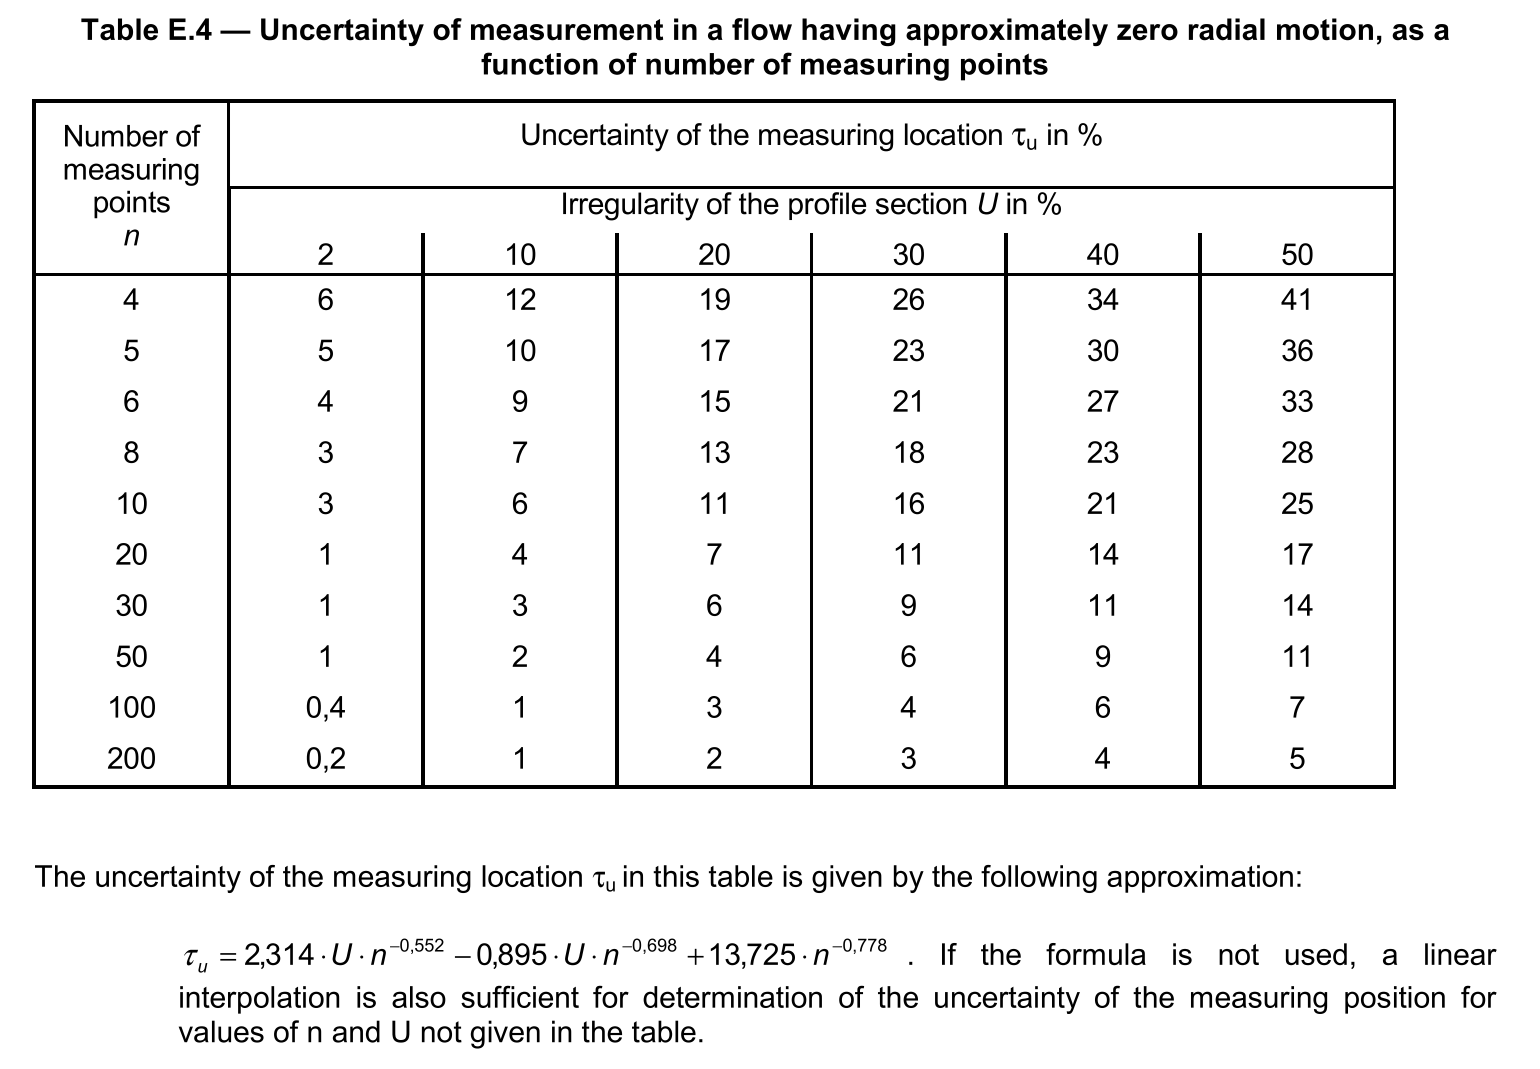 Table E.4 — Uncertainty of measurement in a flow having approximately zero radial motion, as a
function of number of measuring points
Number of
measuring
points
n
Uncertainty of the measuring location τu in %
Irregularity of the profile section U in %
2 10 20 30 40 50
4 6 12 19 26 34 41
5 5 10 17 23 30 36
6 4 9 15 21 27 33
8 3 7 13 18 23 28
10 3 6 11 16 21 25
20 1 4 7 11 14 17
30 1 3 6 9 11 14
50 1 2 4 6 9 11
100 0,4 1 3 4 6 7
200 0,2 1 2 3 4 5
The uncertainty of the measuring location τu in this table is given by the following approximation:
τu = 2,314 · U · n−0,552 − 0,895 · U · n−0,698 + 13,725 · n−0,778 . If the formula is not used, a linear
interpolation is also sufficient for determination of the uncertainty of the measuring position for
values of n and U not given in the table.